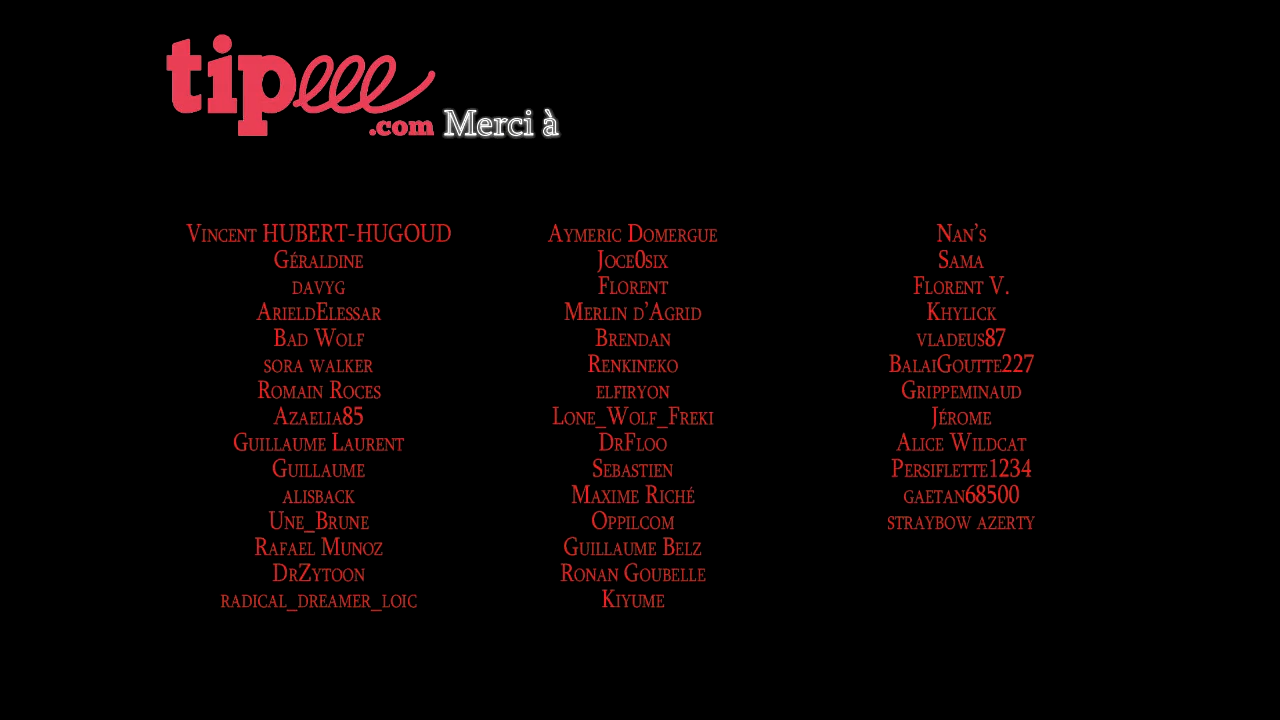 tipeee
.com Merci à
Vincent HUBERT-HUGOUD
Géraldine
davyg
ArieldElessar
Bad Wolf
sora walker
Romain Roces
Azaelia85
Guillaume Laurent
Guillaume
alisback
Une_Brune
Rafael Munoz
DrZytoon
radical_dreamer_loic
Aymeric Domergue
Joce0six
Florent
Merlin d'Agrid
Brendan
Renkineko
elfiryon
Lone_Wolf_Freki
DrFloo
Sebastien
Maxime Riché
Oppilcom
Guillaume Belz
Ronan Goubelle
Kiyume
Nan's
Sama
Florent V.
Khylick
vladeus87
BalaiGoutte227
Grippeminaud
Jérome
Alice Wildcat
Persiflette1234
gaetan68500
straybow azerty